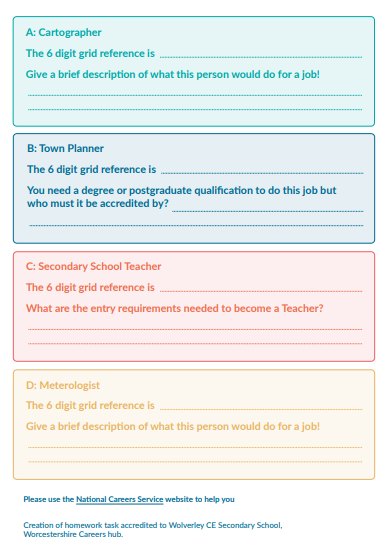 A: Cartographer
The 6 digit grid reference is
Give a brief description of what this person would do for a job!
B: Town Planner
The 6 digit grid reference is
You need a degree or postgraduate qualification to do this job but
who must it be accredited by?
C: Secondary School Teacher
The 6 digit grid reference is
What are the entry requirements needed to become a Teacher?
D: Meterologist
The 6 digit grid reference is
Give a brief description of what this person would do for a job!
Please use the National Careers Service website to help you
Creation of homework task accredited to Wolverley CE Secondary School,
Worcestershire Careers hub.